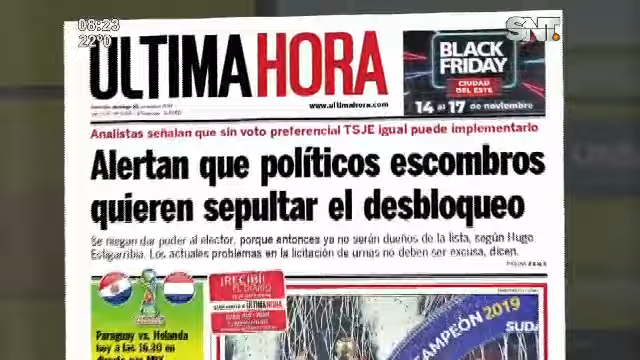 08:23
22°0
SNT.
ULTIMAHORA
www.ultimahora.com
BLACK
FRIDAY
CIUDAD
DEL ESTE
14 al 17 de noviembre
Analistas señalan que sin voto preferencial TSJE igual puede implementarlo
Alertan que políticos escombros
quieren sepultar el desbloqueo
Se niegan dar poder al elector, porque entonces ya no serán dueños de la lista, según Hugo
Estigarribia. Los actuales problemas en la licitación de urnas no deben ser excusa, dicen.
¡RECIBÍ
EL DIARIO
ULTIMAHORA
CAMPEÓN 2019
SUDA
Paraguay vs. Holanda
hoy a las 16.30 en